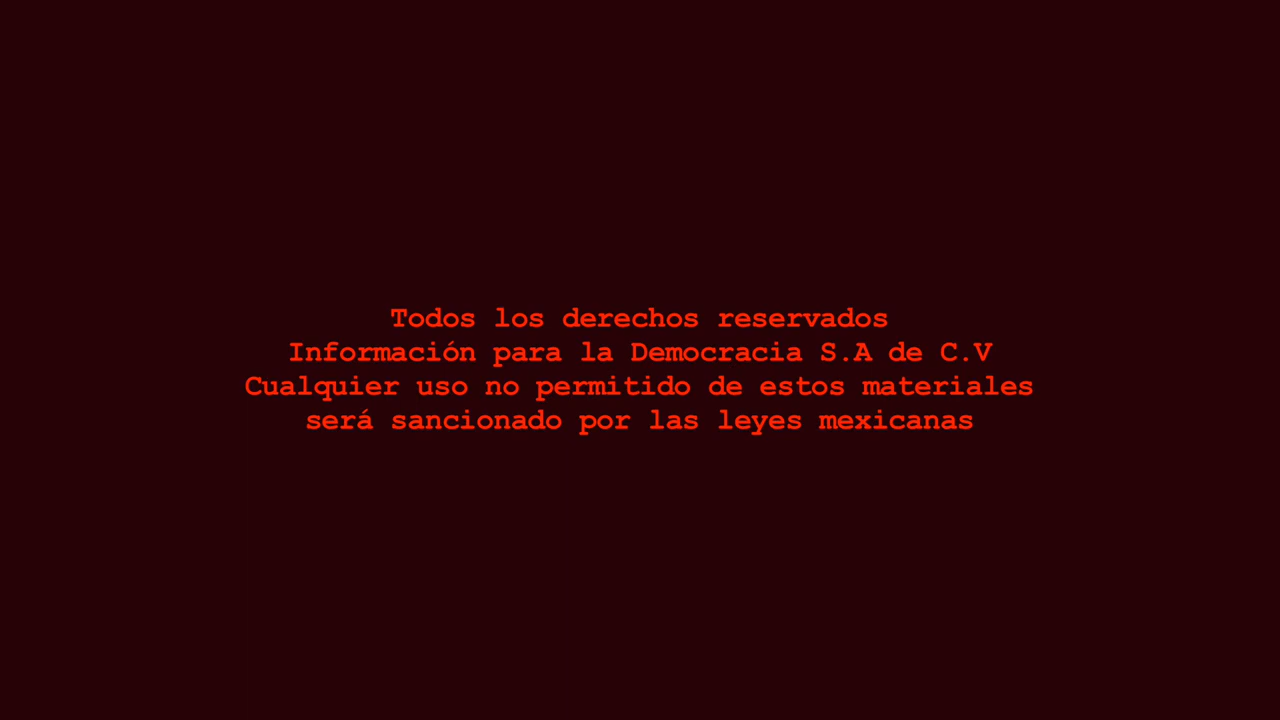 Todos los derechos reservados
Información para la Democracia S.A de C.V
Cualquier uso no permitido de estos materiales
será sancionado por las leyes mexicanas